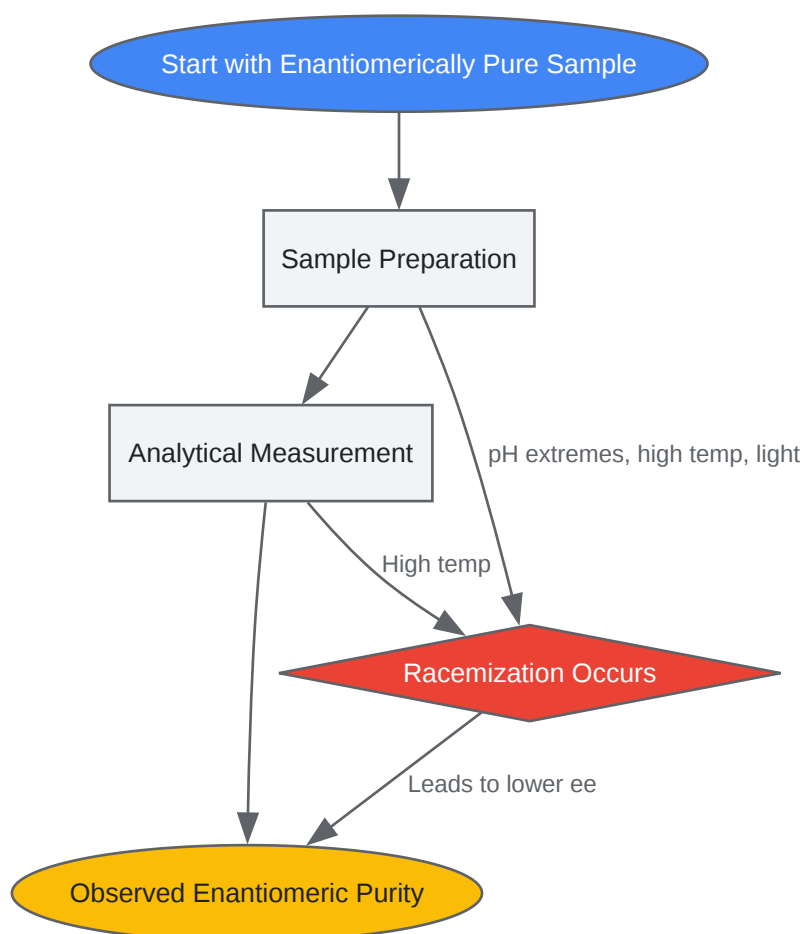 Start with Enantiomerically Pure Sample
Sample Preparation
Analytical Measurement
pH extremes, high temp, light
High temp
Racemization Occurs
Leads to lower ee
Observed Enantiomeric Purity